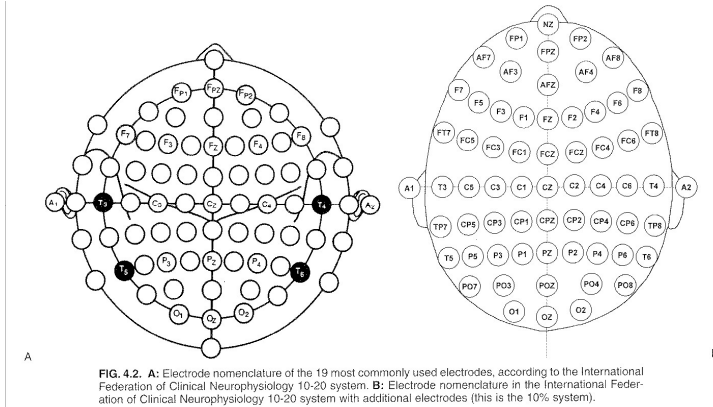 FP1 FPZ FP2
F7 F3 FZ F4 F8
A1 T3 C3 CZ C4 T4 A2
T5 P3 PZ P4 T6
O1 OZ O2
A
NZ
FP1 FPZ FP2
AF7 AF3 AFZ AF4 AF8
F7 F5 F3 F1 FZ F2 F4 F6 F8
FT7 FC5 FC3 FC1 FCZ FCZ FC4 FC6 FT8
A1 T3 C5 C3 C1 CZ C2 C4 C6 T4 A2
TP7 CP5 CP3 CP1 CPZ CP2 CP4 CP6 TP8
T5 P5 P3 P1 PZ P2 P4 P6 T6
PO7 PO3 POZ PO4 PO8
O1 OZ O2
FIG. 4.2. A: Electrode nomenclature of the 19 most commonly used electrodes, according to the International
Federation of Clinical Neurophysiology 10-20 system. B: Electrode nomenclature in the International Feder-
ation of Clinical Neurophysiology 10-20 system with additional electrodes (this is the 10% system).